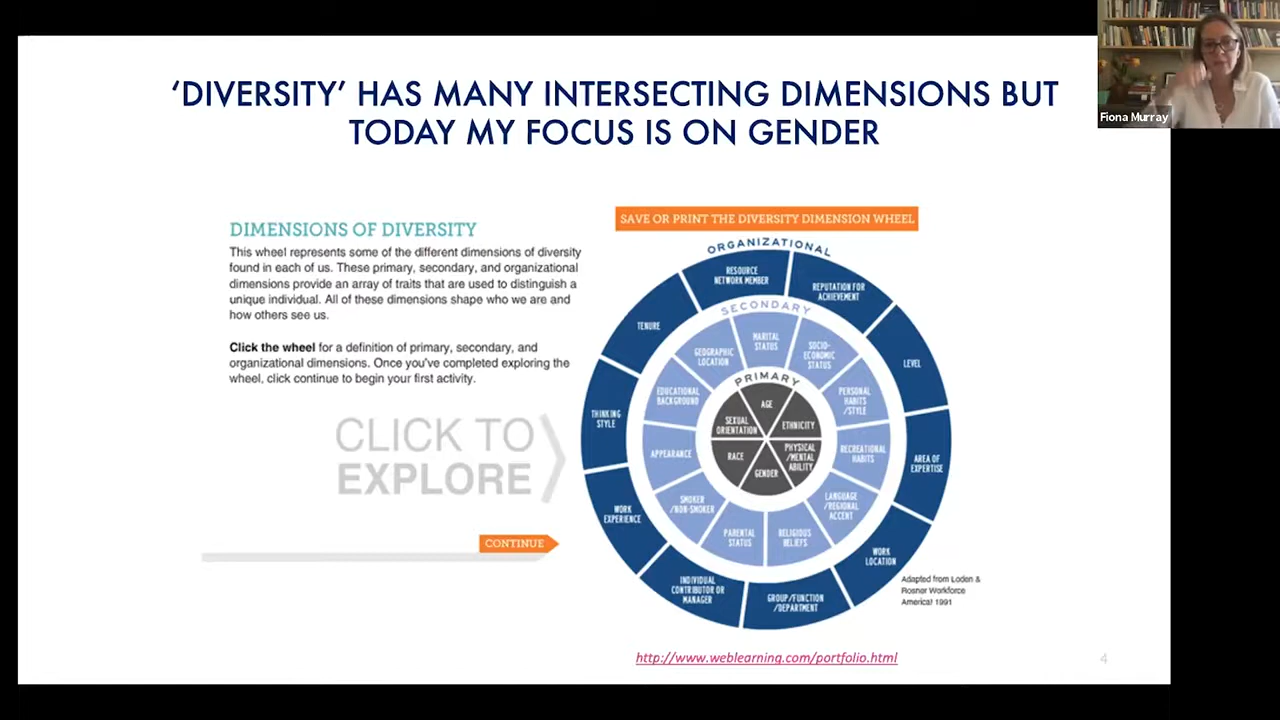 ‘DIVERSITY’ HAS MANY INTERSECTING DIMENSIONS BUT
TODAY MY FOCUS IS ON GENDER
Fiona Murray
DIMENSIONS OF DIVERSITY
This wheel represents some of the different dimensions of diversity
found in each of us. These primary, secondary, and organizational
dimensions provide an array of traits that are used to distinguish a
unique individual. All of these dimensions shape who we are and
how others see us.
Click the wheel for a definition of primary, secondary, and
organizational dimensions. Once you've completed exploring the
wheel, click continue to begin your first activity.
CLICK TO
EXPLORE
CONTINUE
SAVE OR PRINT THE DIVERSITY DIMENSION WHEEL
ORGANIZATIONAL
RESOURCE
NETWORK MEMBER
REPUTATION FOR
ACHIEVEMENT
LEVEL
AREA OF
EXPERTISE
WORK
LOCATION
GROUP/FUNCTION
/DEPARTMENT
INDIVIDUAL
CONTRIBUTOR OR
MANAGER
WORK
EXPERIENCE
THINKING
STYLE
TENURE
SECONDARY
MARITAL
STATUS
SOCIO-
ECONOMIC
STATUS
PERSONAL
HABITS
/STYLE
RECREATIONAL
HABITS
LANGUAGE/
/REGIONAL
ACCENT
RELIGIOUS
BELIEFS
PARENTAL
STATUS
SMOKER
/NON-SMOKER
APPEARANCE
EDUCATIONAL
BACKGROUND
GEOGRAPHIC
LOCATION
PRIMARY
AGE
ETHNICITY
PHYSICAL
/MENTAL
ABILITY
GENDER
RACE
SEXUAL
ORIENTATION
Adapted from Loden &
Rosner Workforce
America! 1991
http://www.weblearning.com/portfolio.html
4